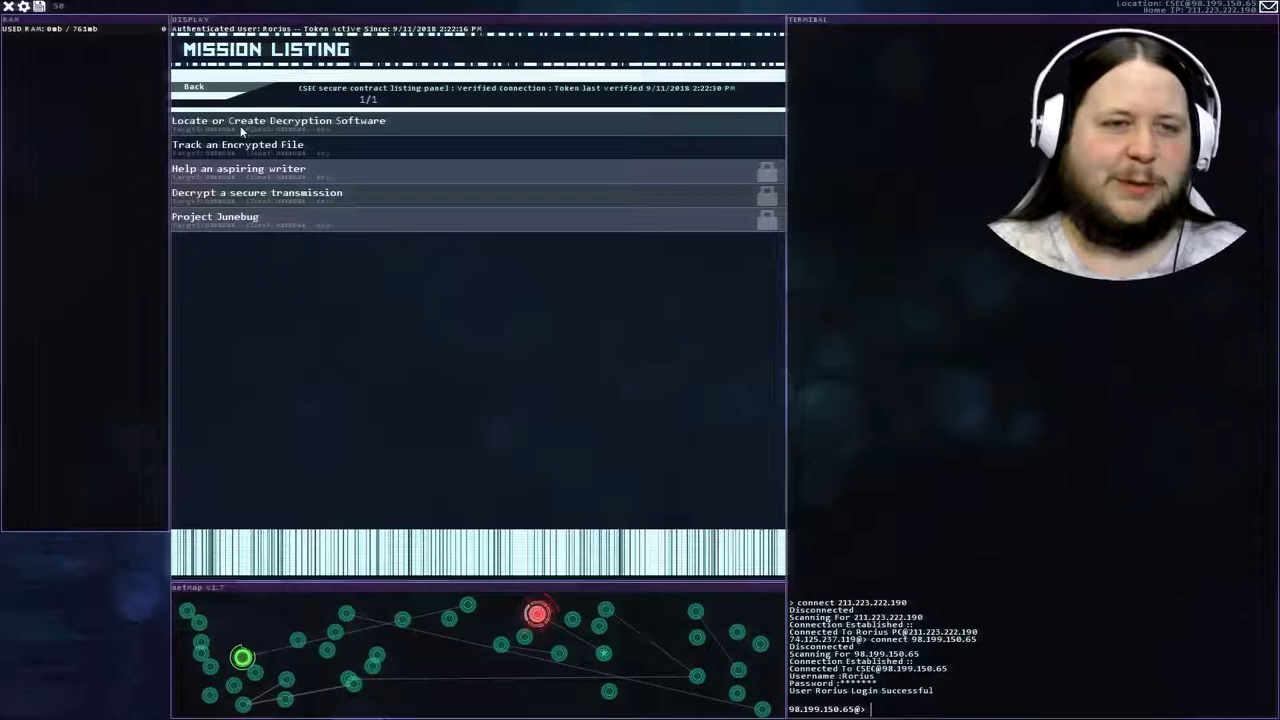 58
Location: CSEC@98.199.150.65
Home IP: 211.223.222.190
RAM
DISPLAY
TERMINAL
USED RAM: 0mb / 761mb 0
Authenticated User: Rorius -- Token Active Since: 9/11/2018 2:22:16 PM
MISSION LISTING
Back
CSEC secure contract listing panel : Verified Connection : Token last verified 9/11/2018 2:22:30 PM
1/1
Locate or Create Decryption Software
Track an Encrypted File
Help an aspiring writer
Decrypt a secure transmission
Project Junebug
netMap v1.7
> connect 211.223.222.190
Disconnected
Scanning For 211.223.222.190
Connection Established ::
Connected To Rorius PC@211.223.222.190
74.125.237.119@> connect 98.199.150.65
Disconnected
Scanning For 98.199.150.65
Connection Established ::
Connected To CSEC@98.199.150.65
Username :Rorius
Password :*******
User Rorius Login Successful
98.199.150.65@>